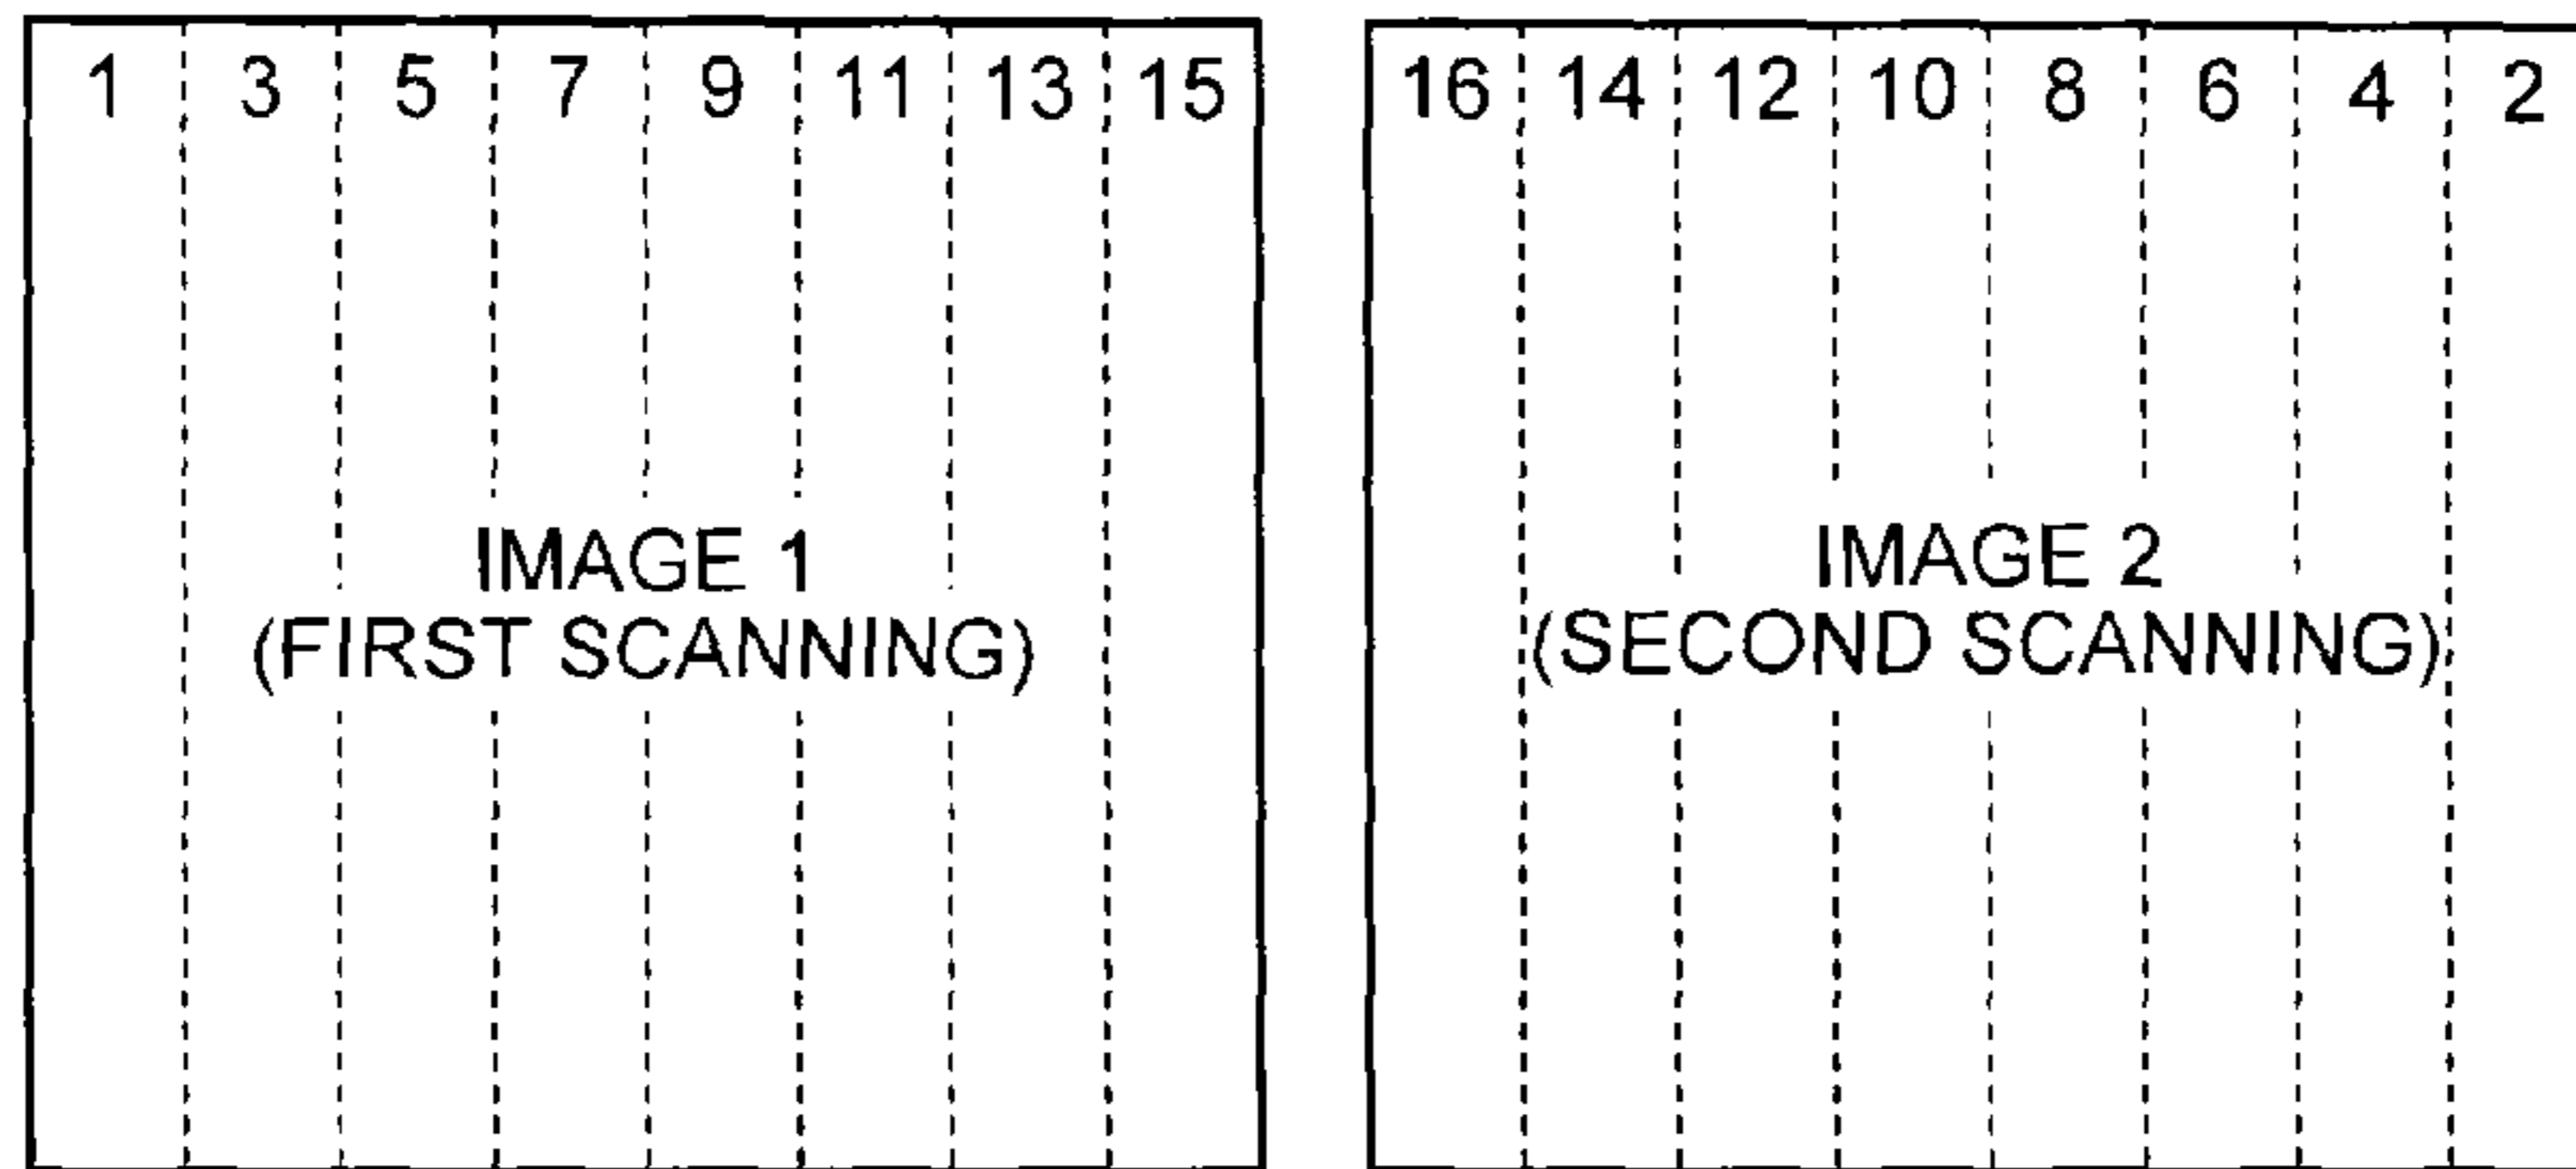 1 3 5 7 9 11 13 15
IMAGE 1
(FIRST SCANNING)
16 14 12 10 8 6 4 2
IMAGE 2
(SECOND SCANNING)